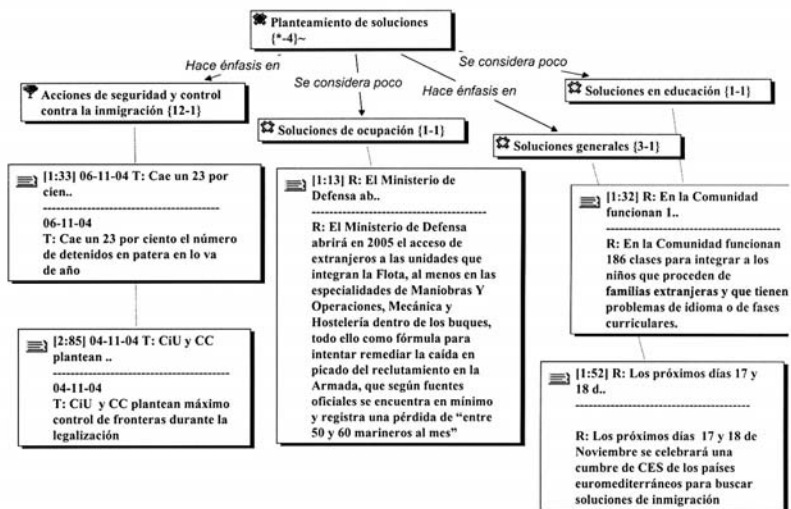 Planteamiento de soluciones
{*-4}~
Hace énfasis en
Se considera poco
Hace énfasis en
Se considera poco
Acciones de seguridad y control
contra la inmigración {12-1}
Soluciones de ocupación {1-1}
Soluciones generales {3-1}
Soluciones en educación {1-1}
[1:33] 06-11-04 T: Cae un 23 por
cien..
06-11-04
T: Cae un 23 por ciento el número
de detenidos en patera en lo va
de año
[2:85] 04-11-04 T: CiU y CC
plantean ..
04-11-04
T: CiU y CC plantean máximo
control de fronteras durante la
legalización
[1:13] R: El Ministerio de
Defensa ab..
R: El Ministerio de Defensa
abrirá en 2005 el acceso de
extranjeros a las unidades que
integran la Flota, al menos en las
especialidades de Maniobras Y
Operaciones, Mecánica y
Hostelería dentro de los buques,
todo ello como fórmula para
intentar remediar la caída en
picado del reclutamiento en la
Armada, que según fuentes
oficiales se encuentra en mínimo
y registra una pérdida de “entre
50 y 60 marineros al mes”
[1:32] R: En la Comunidad
funcionan 1..
R: En la Comunidad funcionan
186 clases para integrar a los
niños que proceden de
familias extranjeras y que tienen
problemas de idioma o de fases
curriculares.
[1:52] R: Los próximos días 17 y
18 d..
R: Los próximos días 17 y 18 de
Noviembre se celebrará una
cumbre de CES de los países
euromediterráneos para buscar
soluciones de inmigración